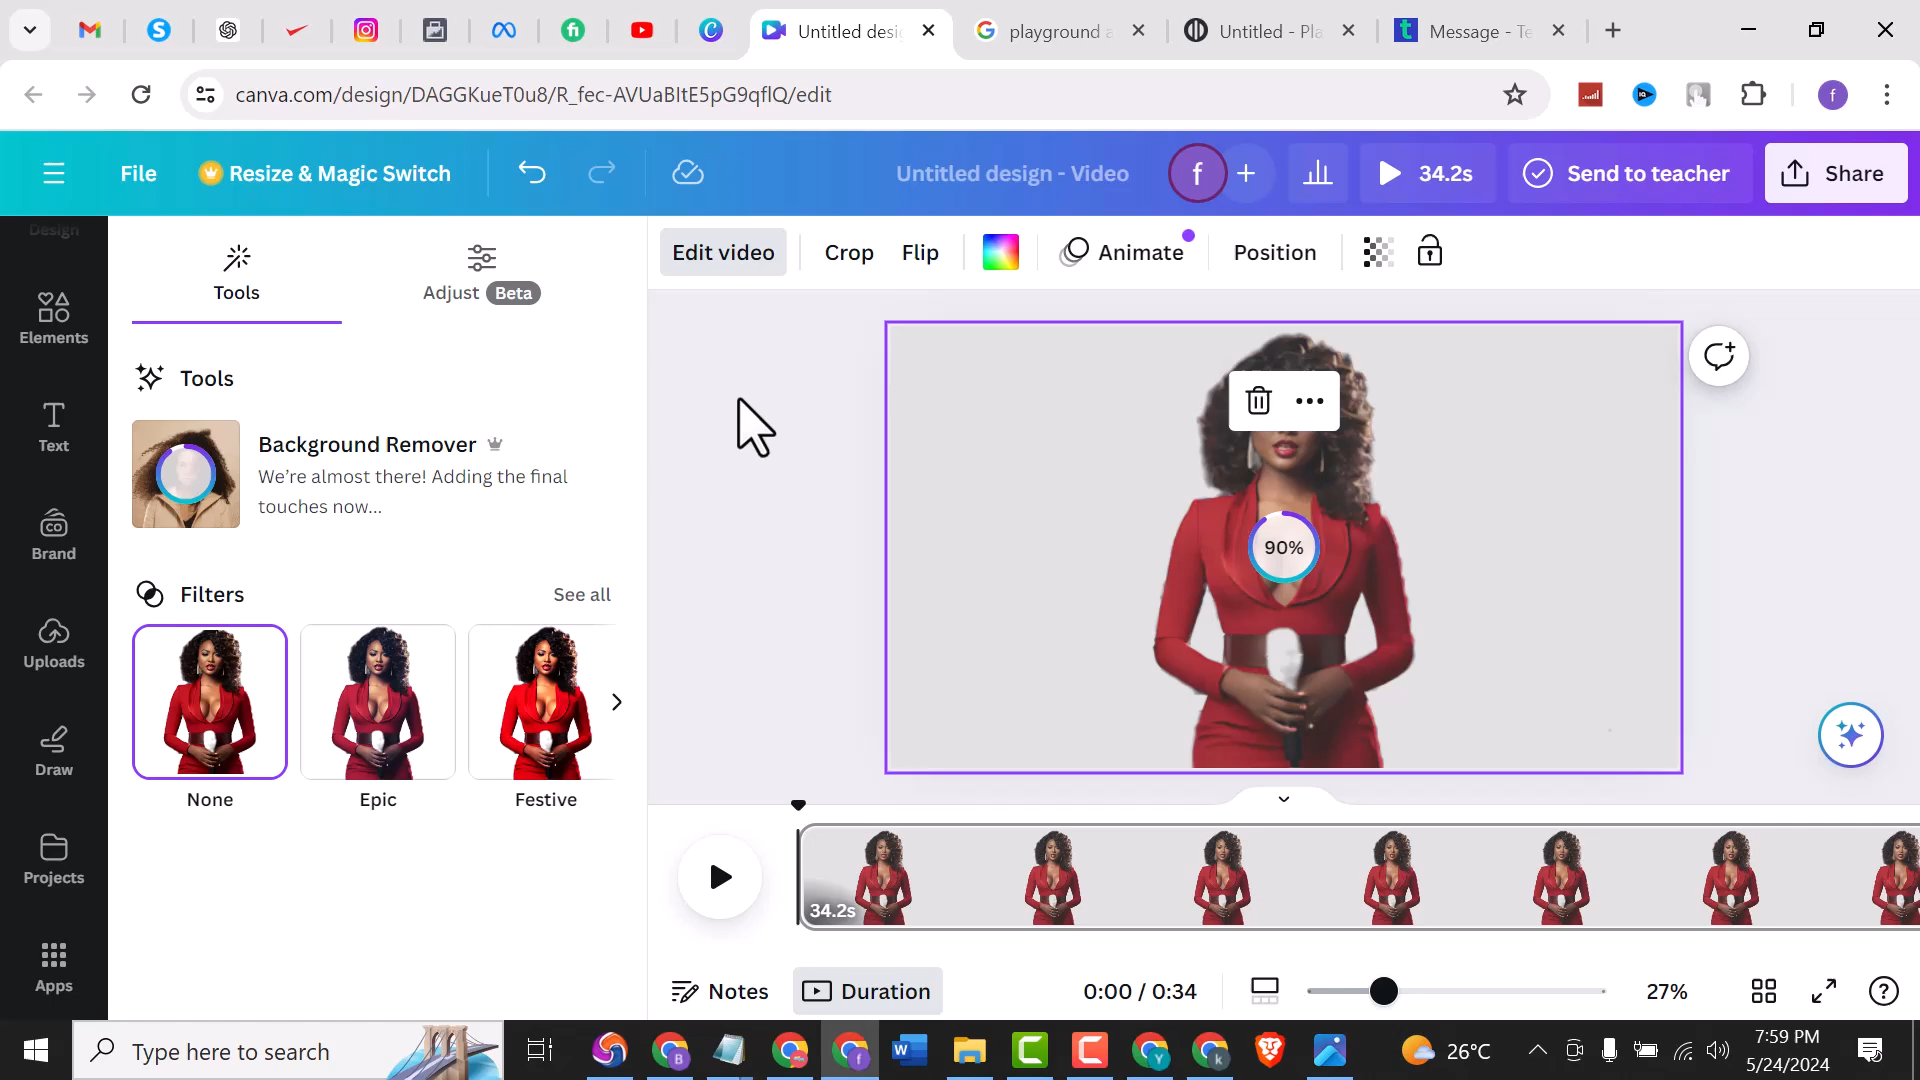 Untitled desi
playground a
Untitled - Pla
Message - Te
canva.com/design/DAGGKueT0u8/R_fec-AVUaBItE5pG9qflQ/edit
f
File
Resize & Magic Switch
Untitled design - Video
f
34.2s
Send to teacher
Share
Design
Elements
Text
Brand
Uploads
Draw
Projects
Apps
Tools
Adjust Beta
Edit video
Crop
Flip
Animate
Position
Tools
Background Remover
We're almost there! Adding the final
touches now...
Filters
See all
None
Epic
Festive
90%
34.2s
Notes
Duration
0:00 / 0:34
27%
Type here to search
26°C
7:59 PM
5/24/2024